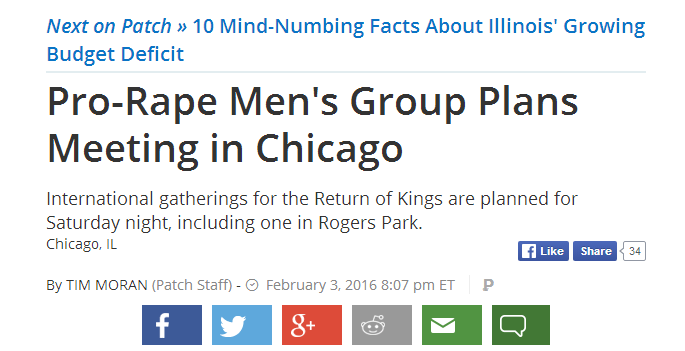 Next on Patch » 10 Mind-Numbing Facts About Illinois' Growing
Budget Deficit
Pro-Rape Men's Group Plans
Meeting in Chicago
International gatherings for the Return of Kings are planned for
Saturday night, including one in Rogers Park.
Chicago, IL
Like Share 34
By TIM MORAN (Patch Staff) - February 3, 2016 8:07 pm ET